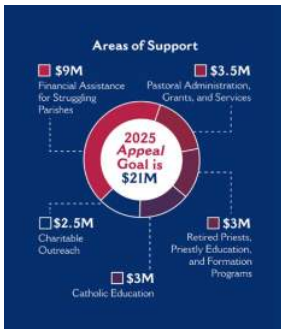 Areas of Support
$9M
Financial Assistance
for Struggling
Parishes
$3.5M
Pastoral Administration,
Grants, and Services
2025
Appeal
Goal is
$21M
$2.5M
Charitable
Outreach
$3M
Retired Priests,
Priestly Education,
and Formation
Programs
$3M
Catholic Education